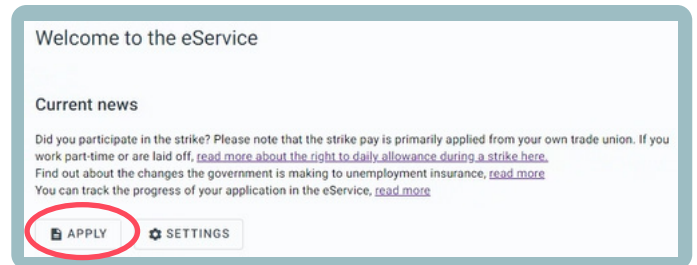 Welcome to the eService
Current news
Did you participate in the strike? Please note that the strike pay is primarily applied from your own trade union. If you
work part-time or are laid off, read more about the right to daily allowance during a strike here.
Find out about the changes the government is making to unemployment insurance, read more
You can track the progress of your application in the eService, read more
APPLY SETTINGS